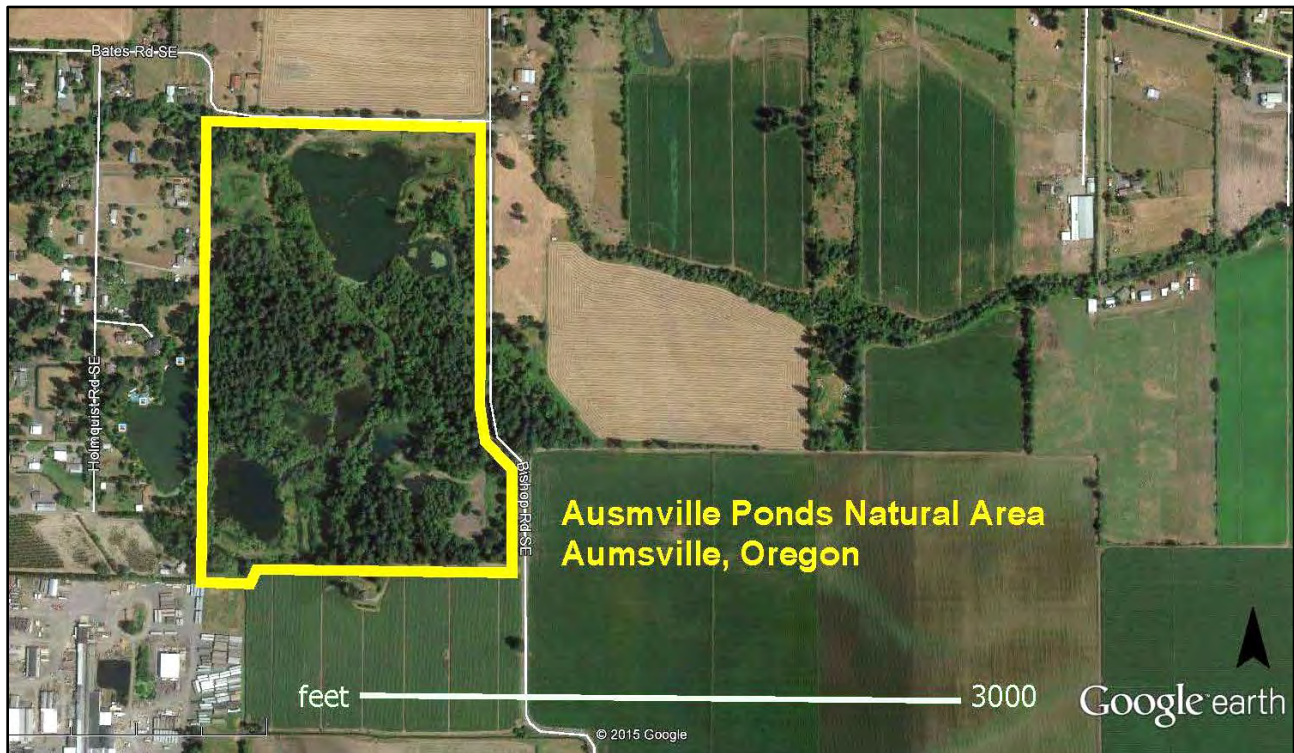 Bates Rd SE
Holmquist Rd SE
Bishop Rd SE
Ausmville Ponds Natural Area
Aumsville, Oregon
feet 3000
Google earth
© 2015 Google